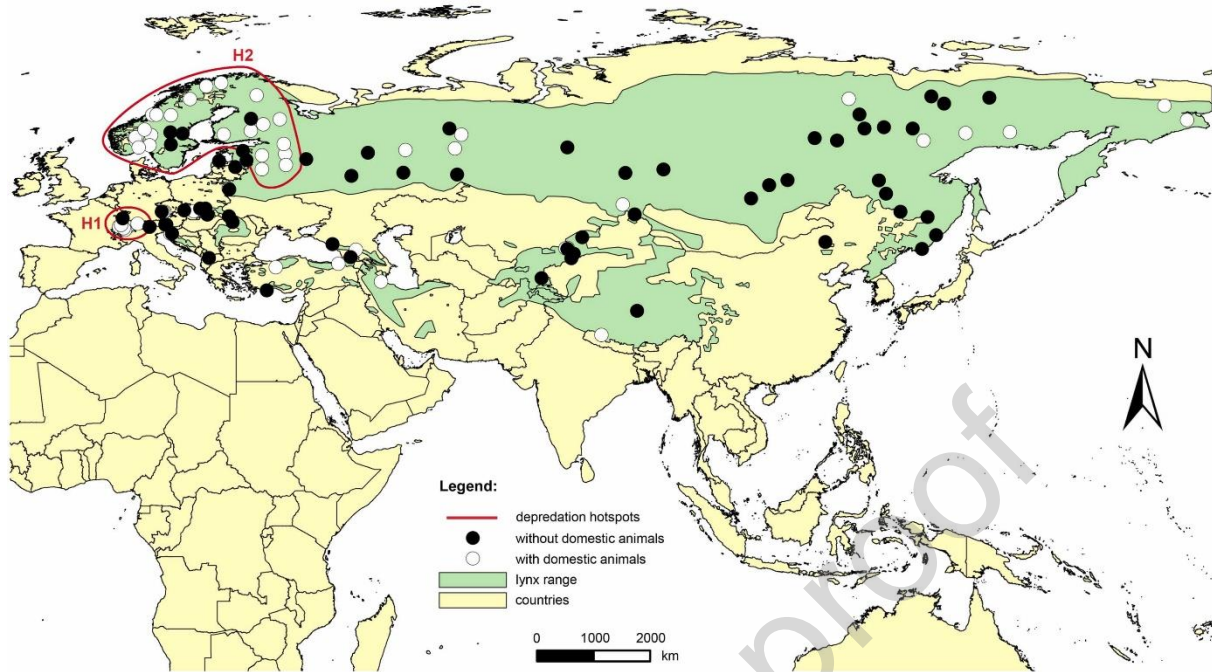 H2
H1
N
Legend:
depredation hotspots
without domestic animals
with domestic animals
lynx range
countries
0 1000 2000
km
proof